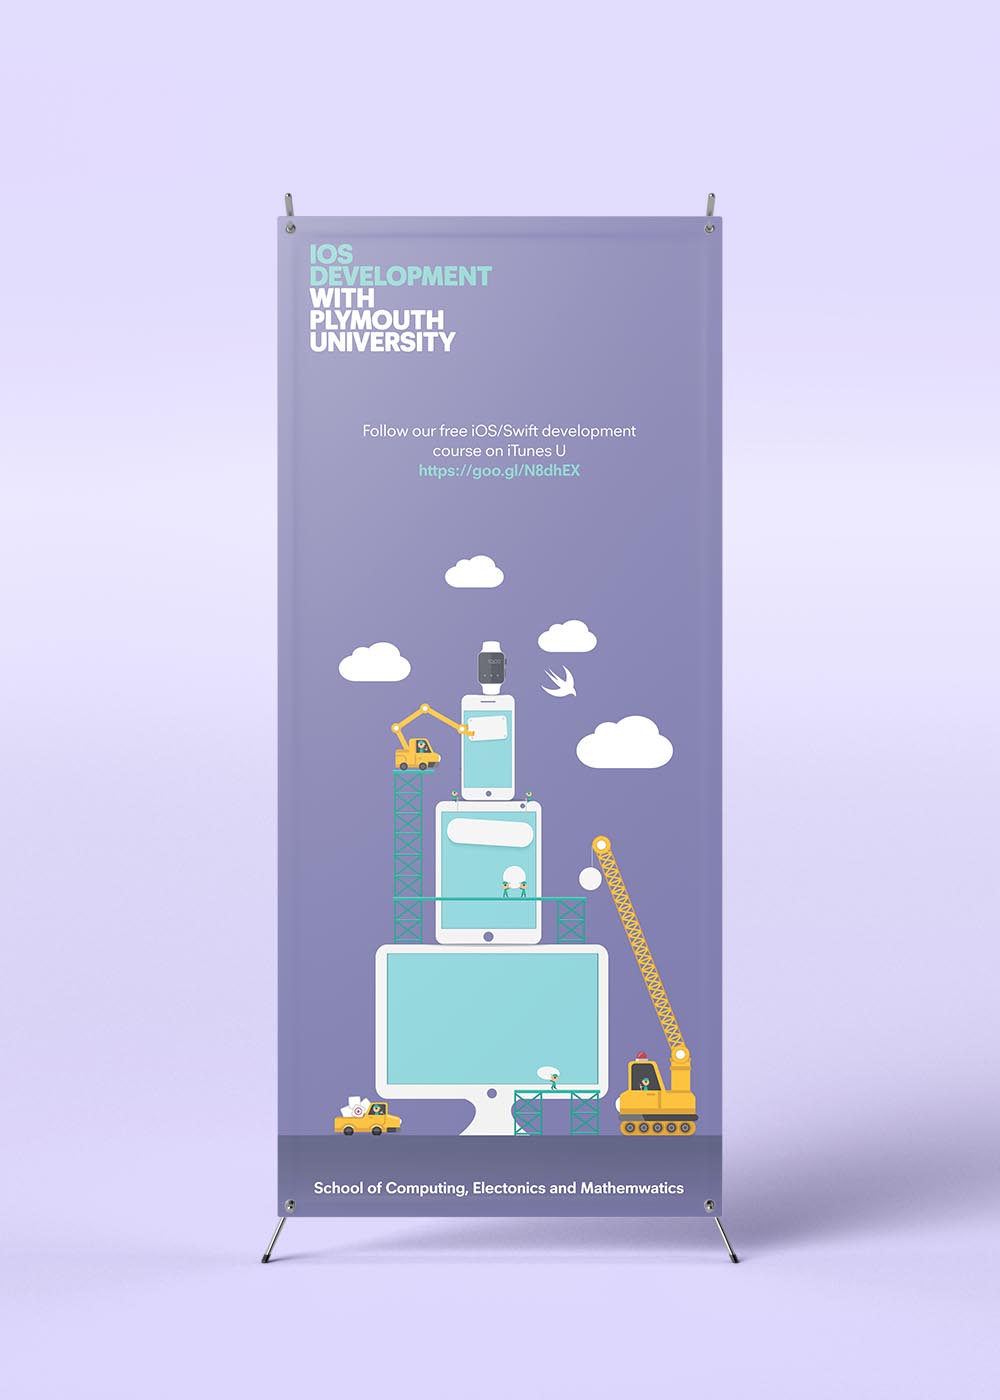 IOS
DEVELOPMENT
WITH
PLYMOUTH
UNIVERSITY
Follow our free iOS/Swift development
course on iTunes U
https://goo.gl/N8dhEX
School of Computing, Electonics and Mathemwatics